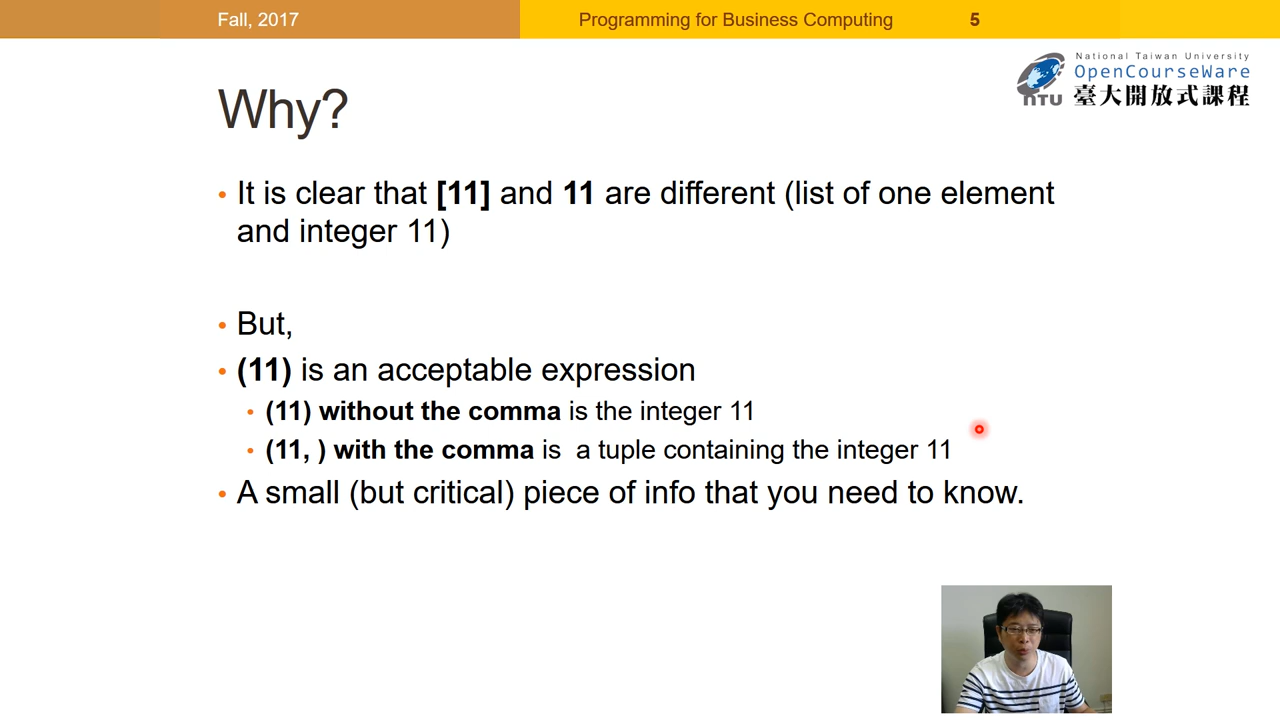 Fall, 2017
Programming for Business Computing
5
National Taiwan University
OpenCourseWare
NTU
臺大開放式課程
Why?
• It is clear that [11] and 11 are different (list of one element
and integer 11)
• But,
• (11) is an acceptable expression
• (11) without the comma is the integer 11
• (11, ) with the comma is a tuple containing the integer 11
• A small (but critical) piece of info that you need to know.